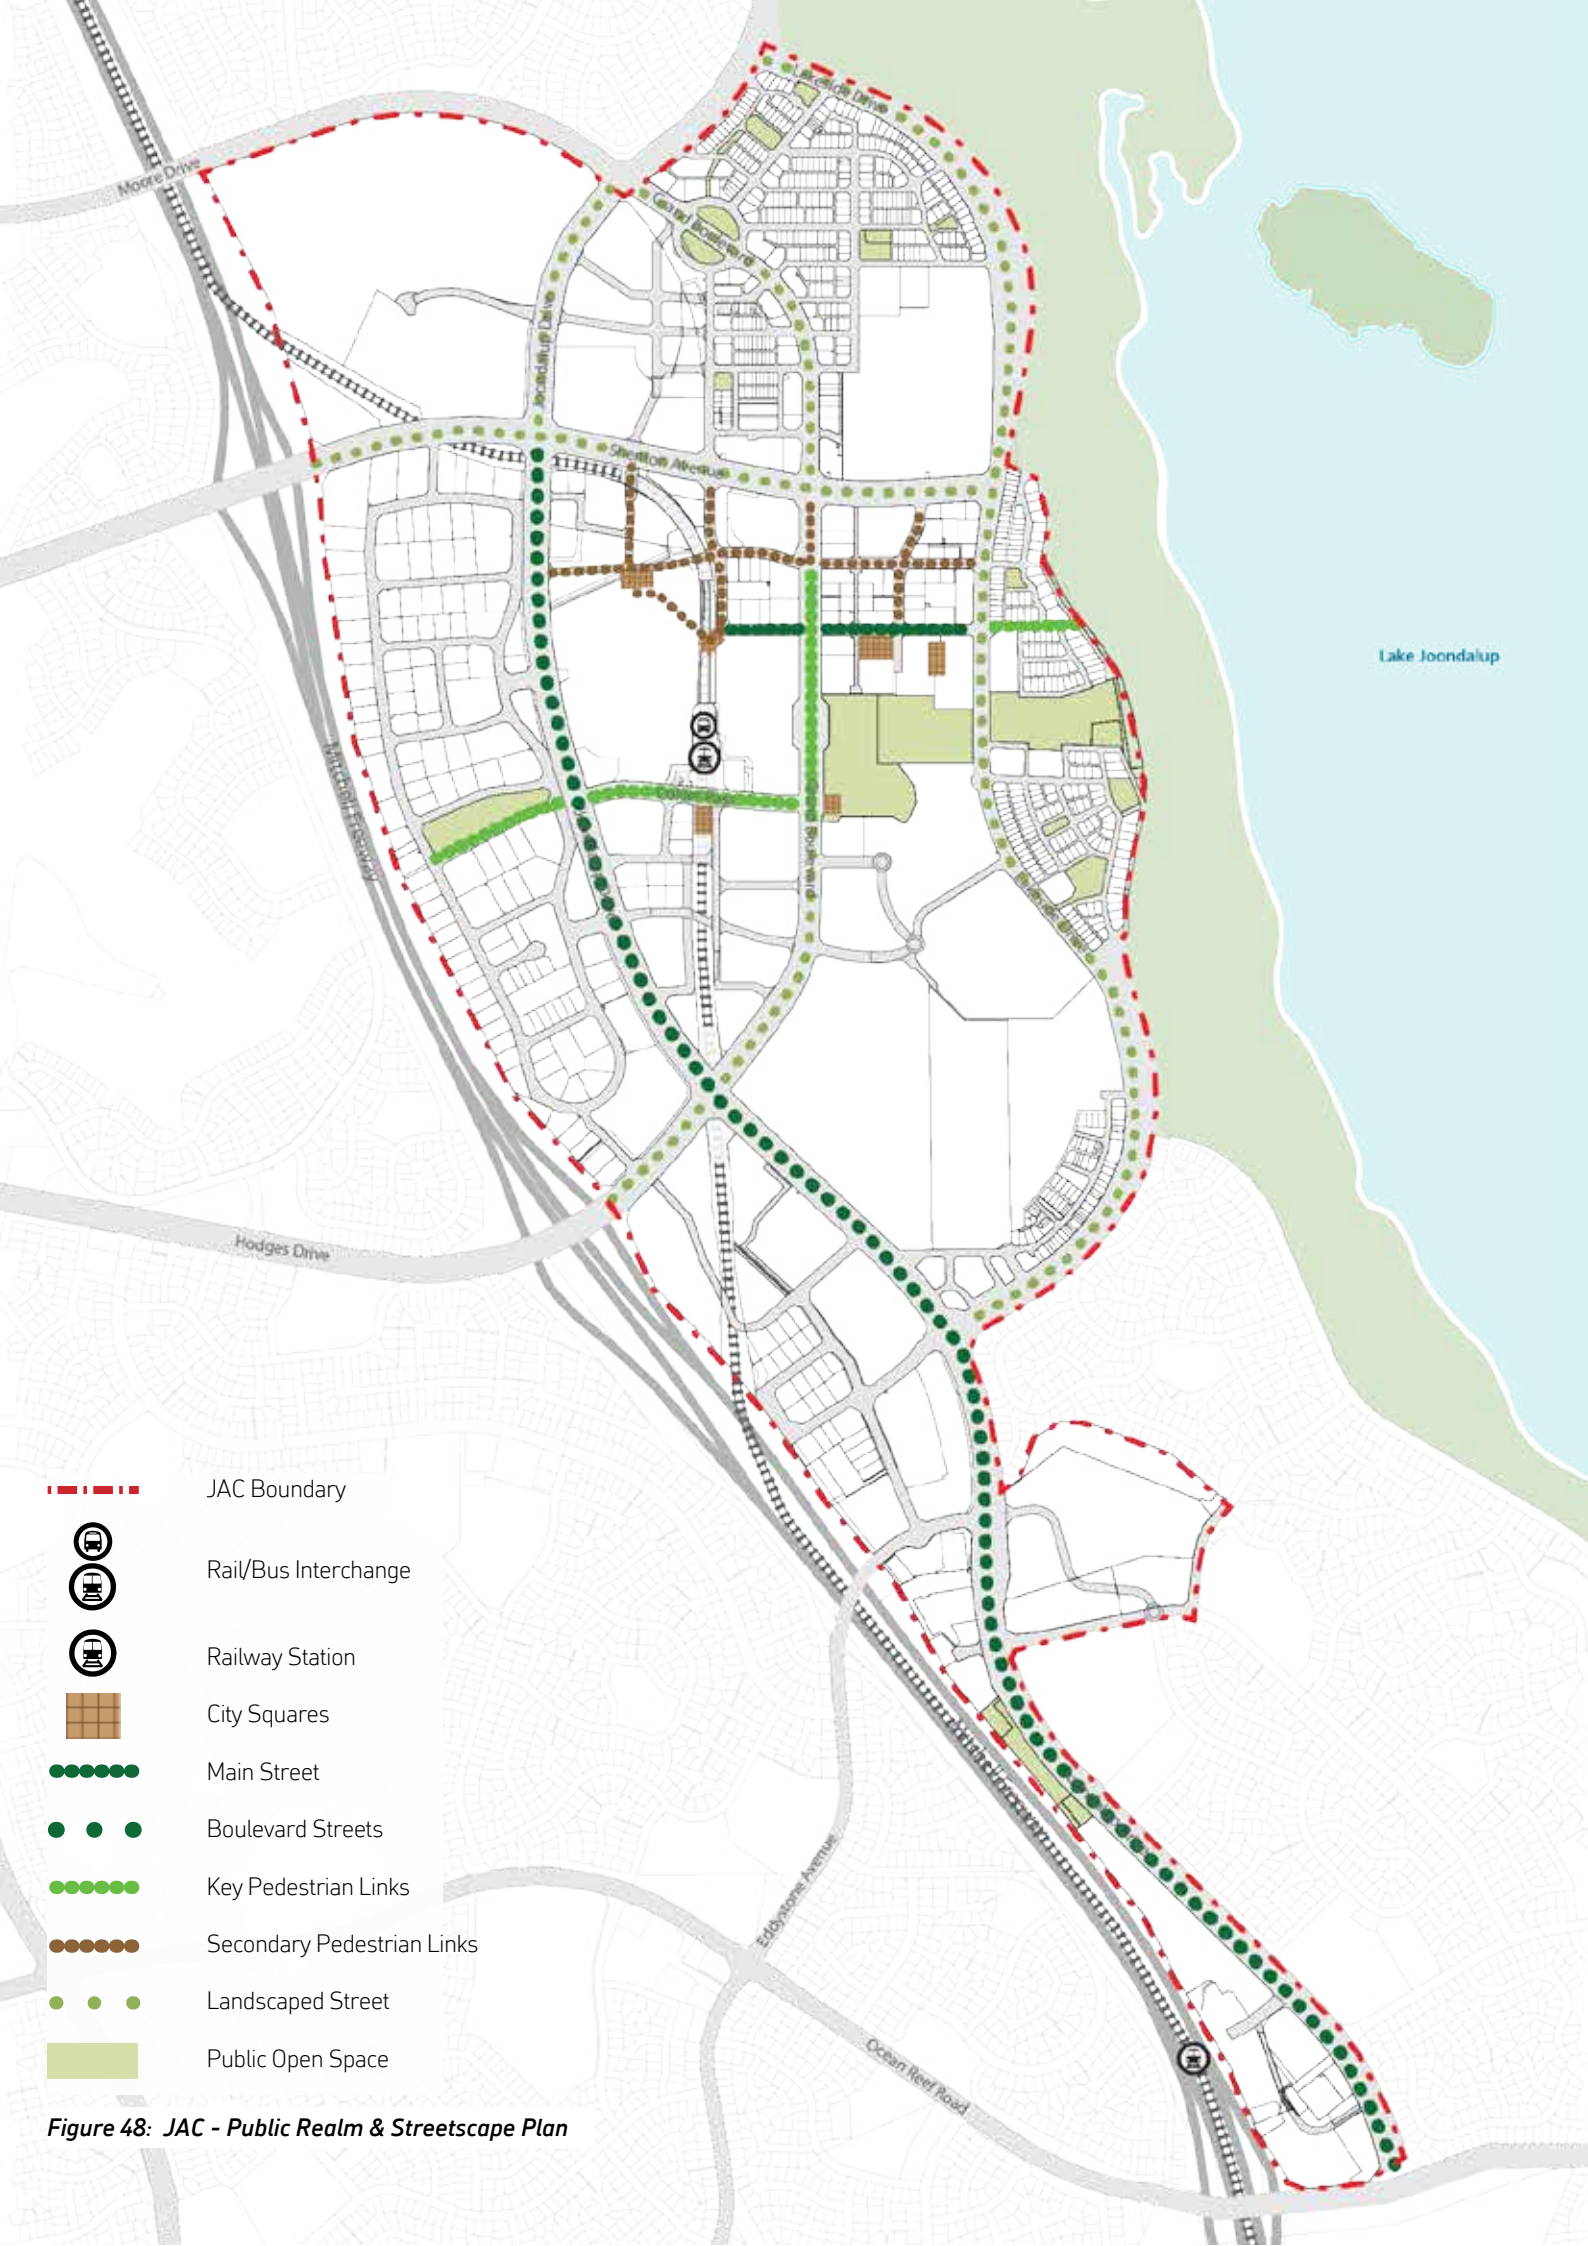 Lakeside Drive
Moore Drive
Grand Boulevard
Joondalup Drive
Shenton Avenue
Lake Joondalup
Mitchell Freeway
Boulevard
Hodges Drive
JAC Boundary
Rail/Bus Interchange
Railway Station
City Squares
Main Street
Boulevard Streets
Key Pedestrian Links
Secondary Pedestrian Links
Landscaped Street
Public Open Space
Eddystone Avenue
Ocean Reef Road
Figure 48: JAC - Public Realm & Streetscape Plan